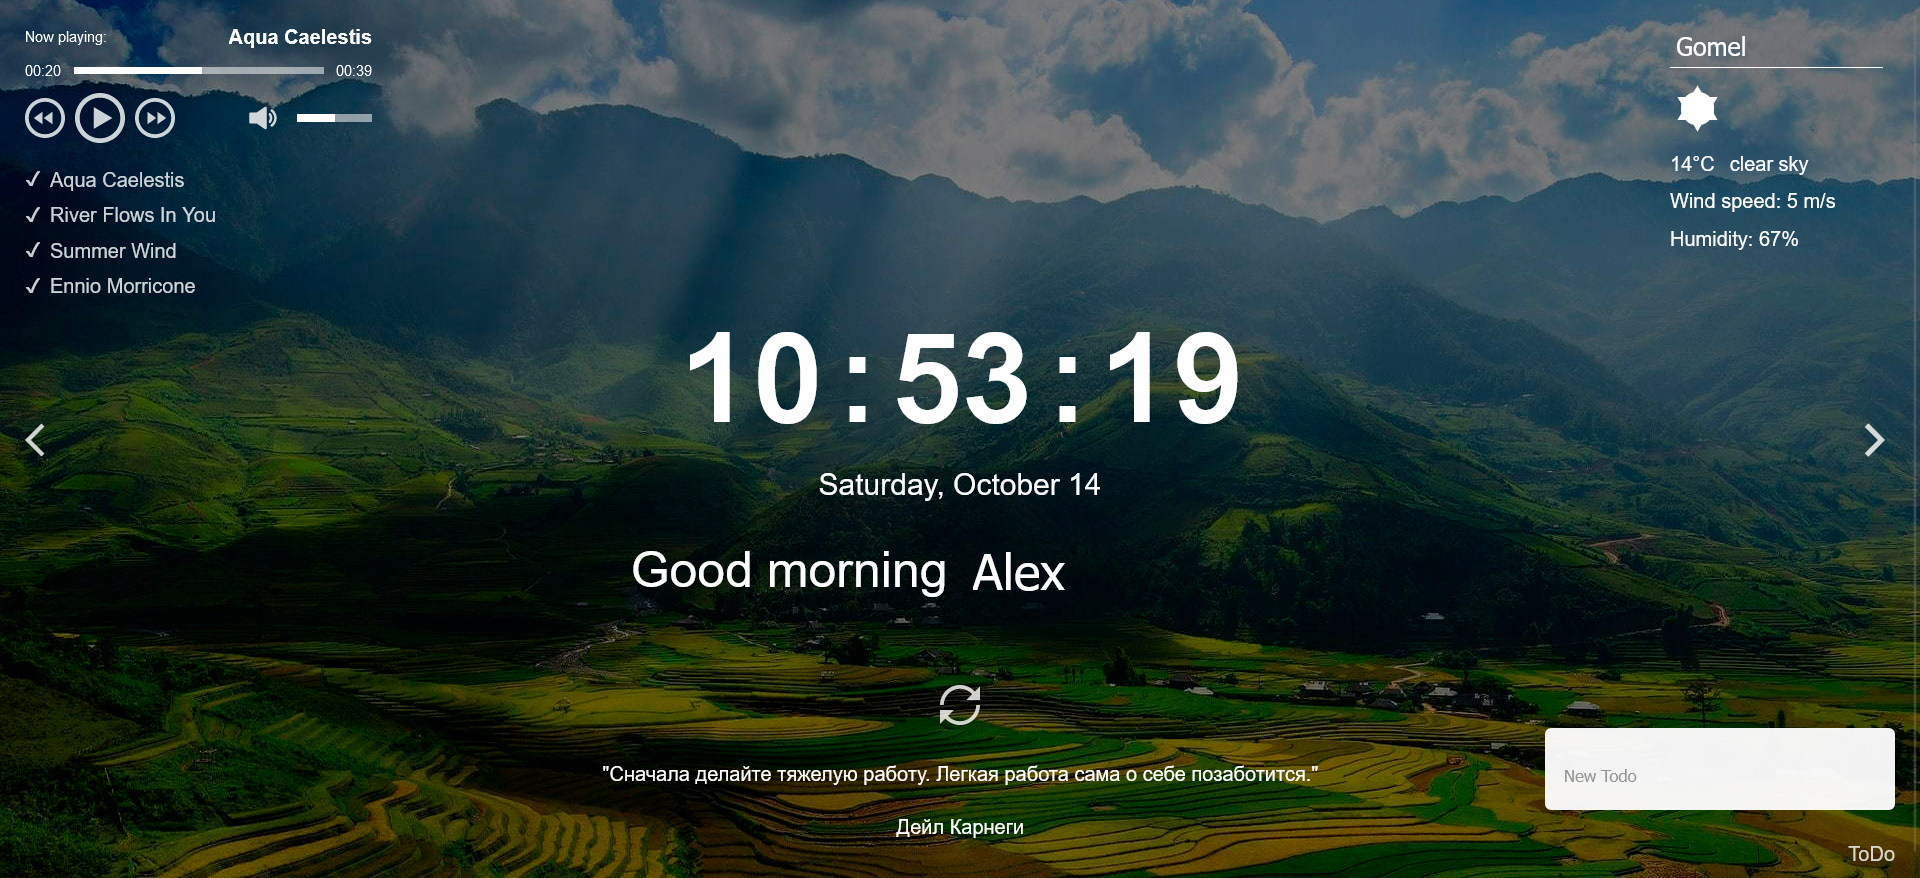 Now playing:
Aqua Caelestis
00:20
00:39
Aqua Caelestis
River Flows In You
Summer Wind
Ennio Morricone
Gomel
14°C clear sky
Wind speed: 5 m/s
Humidity: 67%
10:53:19
Saturday, October 14
Good morning Alex
"Сначала делайте тяжелую работу. Легкая работа сама о себе позаботится."
Дейл Карнеги
New Todo
ToDo